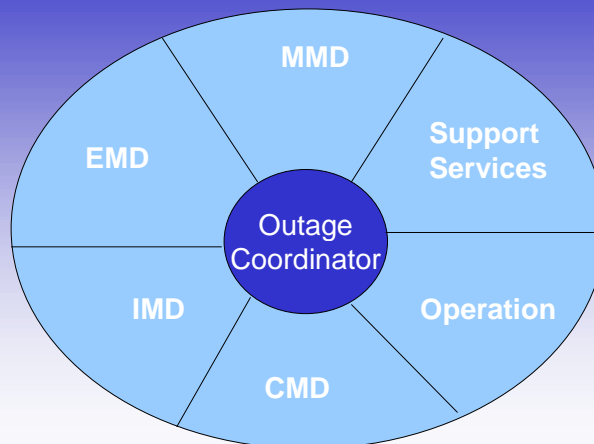 MMD
Support
Services
EMD
Outage
Coordinator
IMD
Operation
CMD